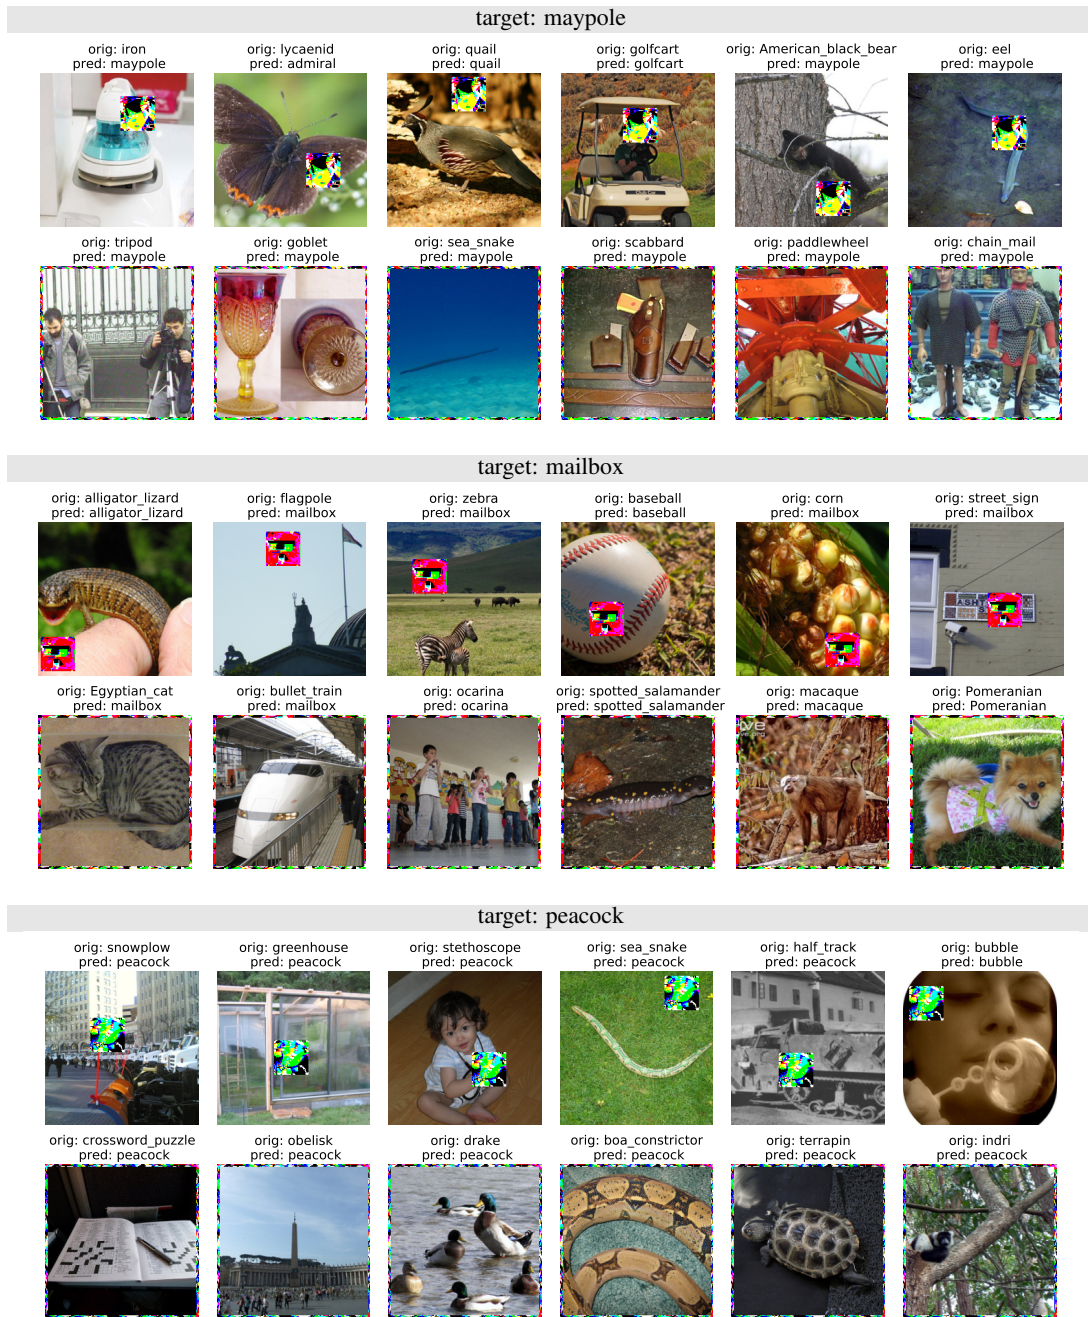 target: maypole
orig: iron
pred: maypole
orig: lycaenid
pred: admiral
orig: quail
pred: quail
orig: golfcart
pred: golfcart
orig: American_black_bear
pred: maypole
orig: eel
pred: maypole
Club Car
orig: tripod
pred: maypole
orig: goblet
pred: maypole
orig: sea_snake
pred: maypole
orig: scabbard
pred: maypole
orig: paddlewheel
pred: maypole
orig: chain_mail
pred: maypole
target: mailbox
orig: alligator_lizard
pred: alligator_lizard
orig: flagpole
pred: mailbox
orig: zebra
pred: mailbox
orig: baseball
pred: baseball
orig: corn
pred: mailbox
orig: street_sign
pred: mailbox
ASH
orig: Egyptian_cat
pred: mailbox
orig: bullet_train
pred: mailbox
orig: ocarina
pred: ocarina
orig: spotted_salamander
pred: spotted_salamander
orig: macaque
pred: macaque
orig: Pomeranian
pred: Pomeranian
target: peacock
orig: snowplow
pred: peacock
orig: greenhouse
pred: peacock
orig: stethoscope
pred: peacock
orig: sea_snake
pred: peacock
orig: half_track
pred: peacock
orig: bubble
pred: bubble
orig: crossword_puzzle
pred: peacock
orig: obelisk
pred: peacock
orig: drake
pred: peacock
orig: boa_constrictor
pred: peacock
orig: terrapin
pred: peacock
orig: indri
pred: peacock